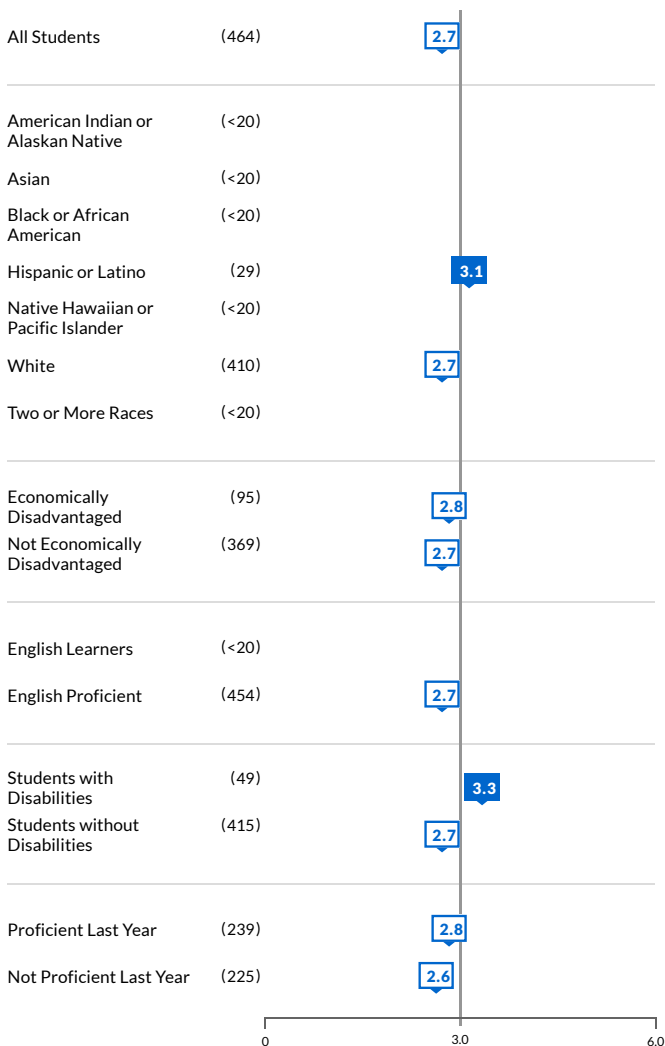 All Students (464) 2.7
American Indian or (<20)
Alaskan Native
Asian (<20)
Black or African (<20)
American
Hispanic or Latino (29) 3.1
Native Hawaiian or (<20)
Pacific Islander
White (410) 2.7
Two or More Races (<20)
Economically (95) 2.8
Disadvantaged
Not Economically (369) 2.7
Disadvantaged
English Learners (<20)
English Proficient (454) 2.7
Students with (49) 3.3
Disabilities
Students without (415) 2.7
Disabilities
Proficient Last Year (239) 2.8
Not Proficient Last Year (225) 2.6
0 3.0 6.0